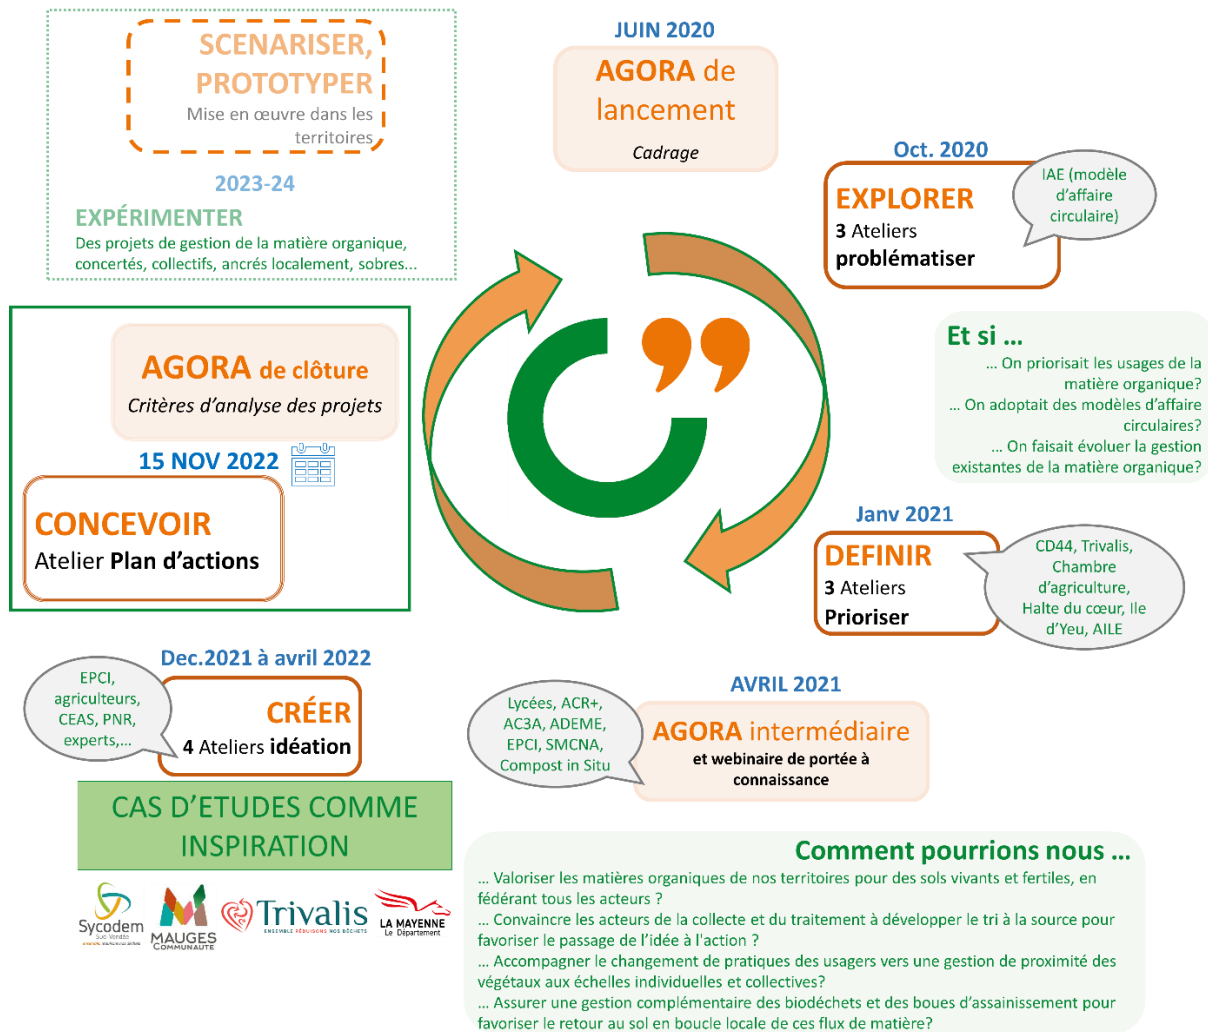 SCENARISER,
PROTOTYPER
Mise en œuvre dans les
territoires
2023-24
EXPÉRIMENTER
Des projets de gestion de la matière organique,
concertés, collectifs, ancrés localement, sobres...
JUIN 2020
AGORA de
lancement
Cadrage
Oct. 2020
EXPLORER
3 Ateliers
problématiser
IAE (modèle
d'affaire
circulaire)
Et si ...
... On priorisait les usages de la
matière organique?
... On adoptait des modèles d'affaire
circulaires?
... On faisait évoluer la gestion
existantes de la matière organique?
Janv 2021
DEFINIR
3 Ateliers
Prioriser
CD44, Trivalis,
Chambre
d'agriculture,
Halte du cœur, Ile
d'Yeu, AILE
AVRIL 2021
AGORA intermédiaire
et webinaire de portée à
connaissance
Lycées, ACR+,
AC3A, ADEME,
EPCI, SMCNA,
Compost in Situ
Comment pourrions nous ...
... Valoriser les matières organiques de nos territoires pour des sols vivants et fertiles, en
fédérant tous les acteurs ?
... Convaincre les acteurs de la collecte et du traitement à développer le tri à la source pour
favoriser le passage de l'idée à l'action ?
... Accompagner le changement de pratiques des usagers vers une gestion de proximité des
végétaux aux échelles individuelles et collectives?
... Assurer une gestion complémentaire des biodéchets et des boues d'assainissement pour
favoriser le retour au sol en boucle locale de ces flux de matière?
Dec.2021 à avril 2022
CRÉER
4 Ateliers idéation
EPCI,
agriculteurs,
CEAS, PNR,
experts,...
CAS D'ETUDES COMME
INSPIRATION
Sycodem
Sud-Vendée
MAUGES
COMMUNAUTÉ
Trivalis
ENSEMBLE RÉDUISONS NOS DÉCHETS
LA MAYENNE
Le Département
AGORA de clôture
Critères d'analyse des projets
15 NOV 2022
CONCEVOIR
Atelier Plan d'actions